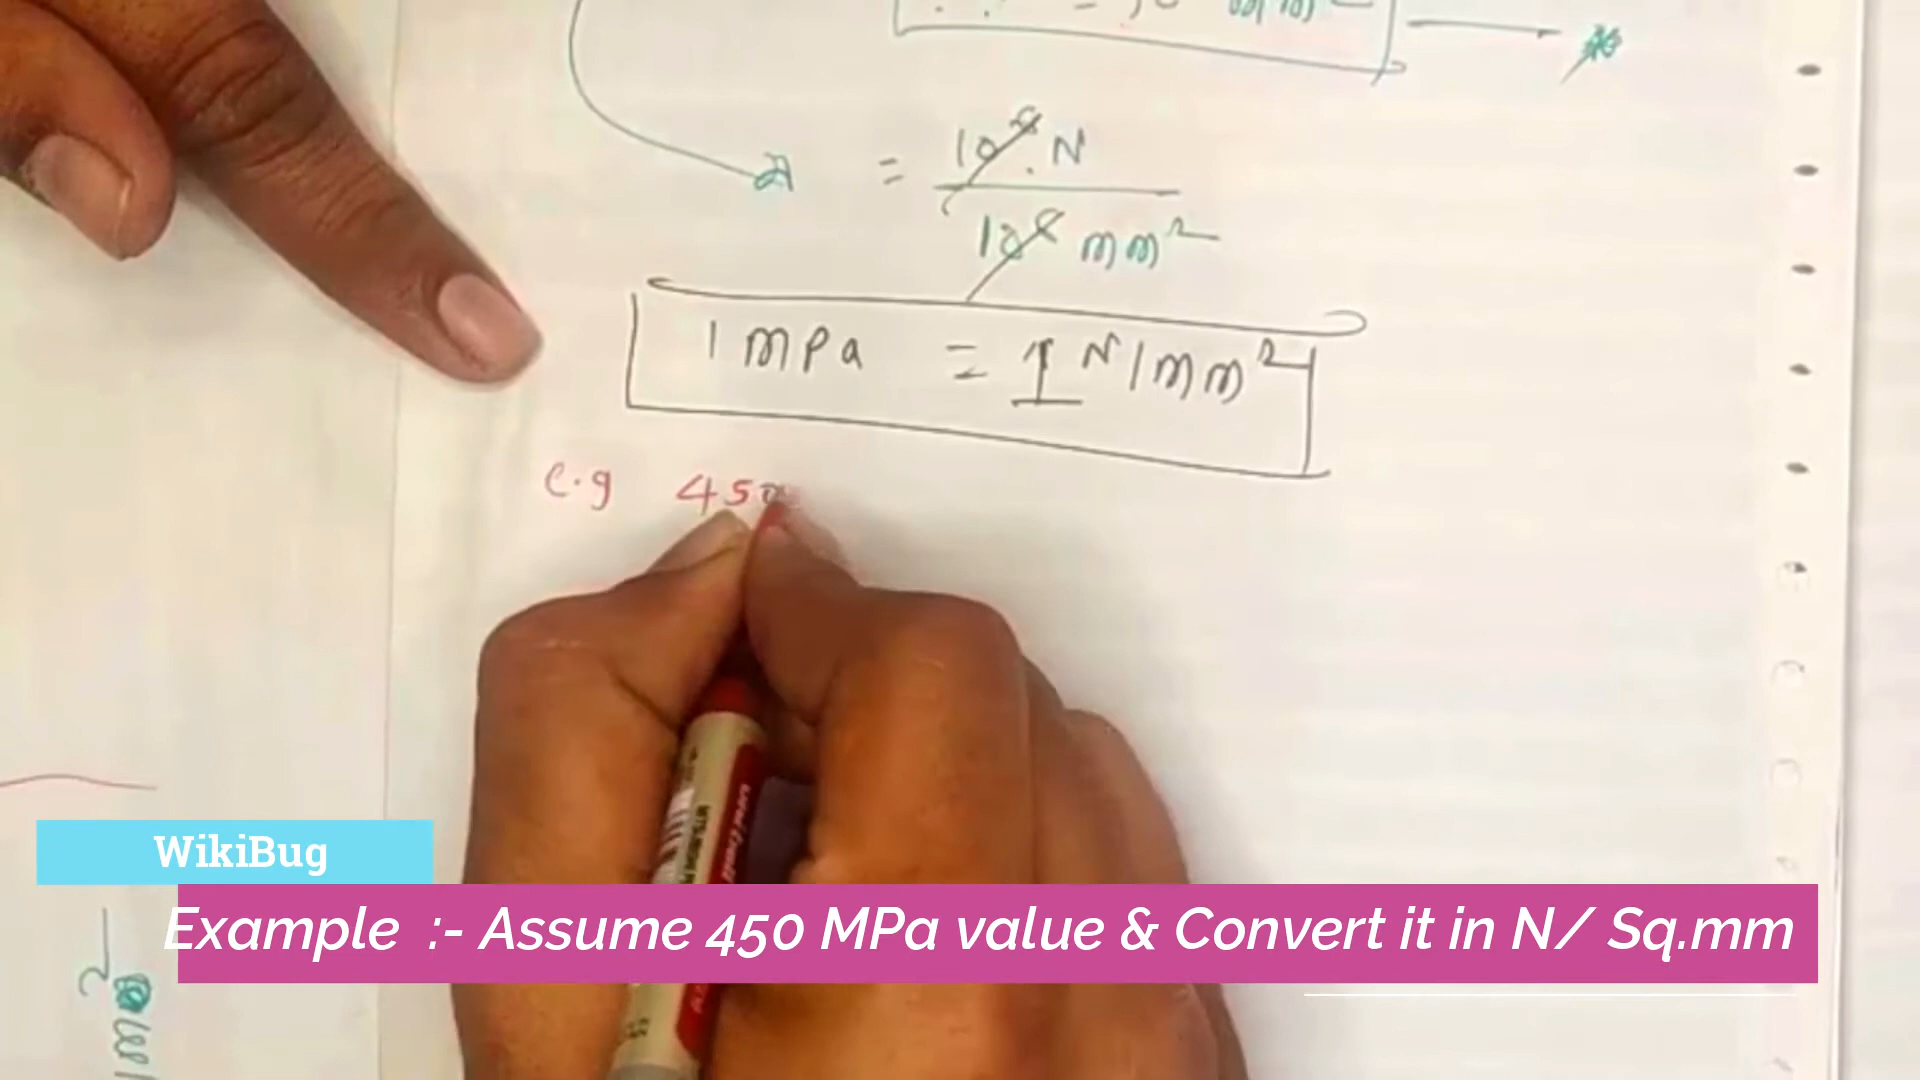 = 10⁶ N
10⁶ mm²
1 mPa = 1 N/mm²
e.g 450
WikiBug
Example :- Assume 450 MPa value & Convert it in N/ Sq.mm